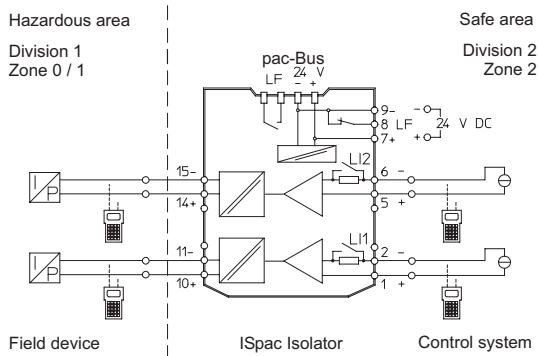 Hazardous area
Safe area
Division 1
Zone 0 / 1
Division 2
Zone 2
pac-Bus
LF 24 V
- +
9-
8 LF
7+
- 
+
24 V DC
15-
14+
LI2
6 -
5 +
I
P
11-
10+
LI1
2 -
1 +
I
P
Field device
ISpac Isolator
Control system